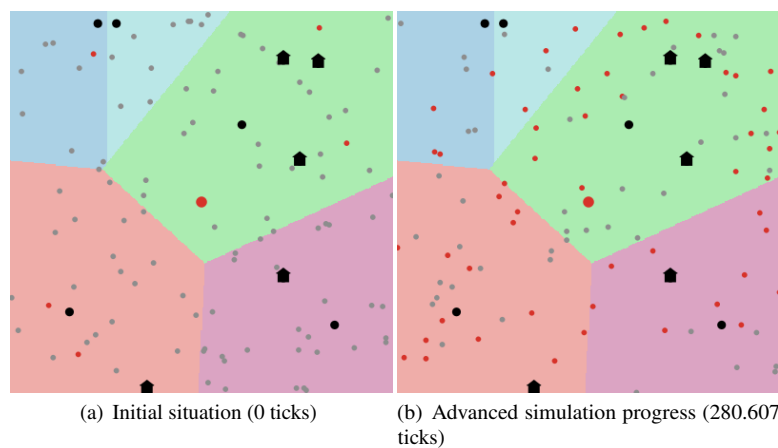 (a) Initial situation (0 ticks)
(b) Advanced simulation progress (280.607
ticks)